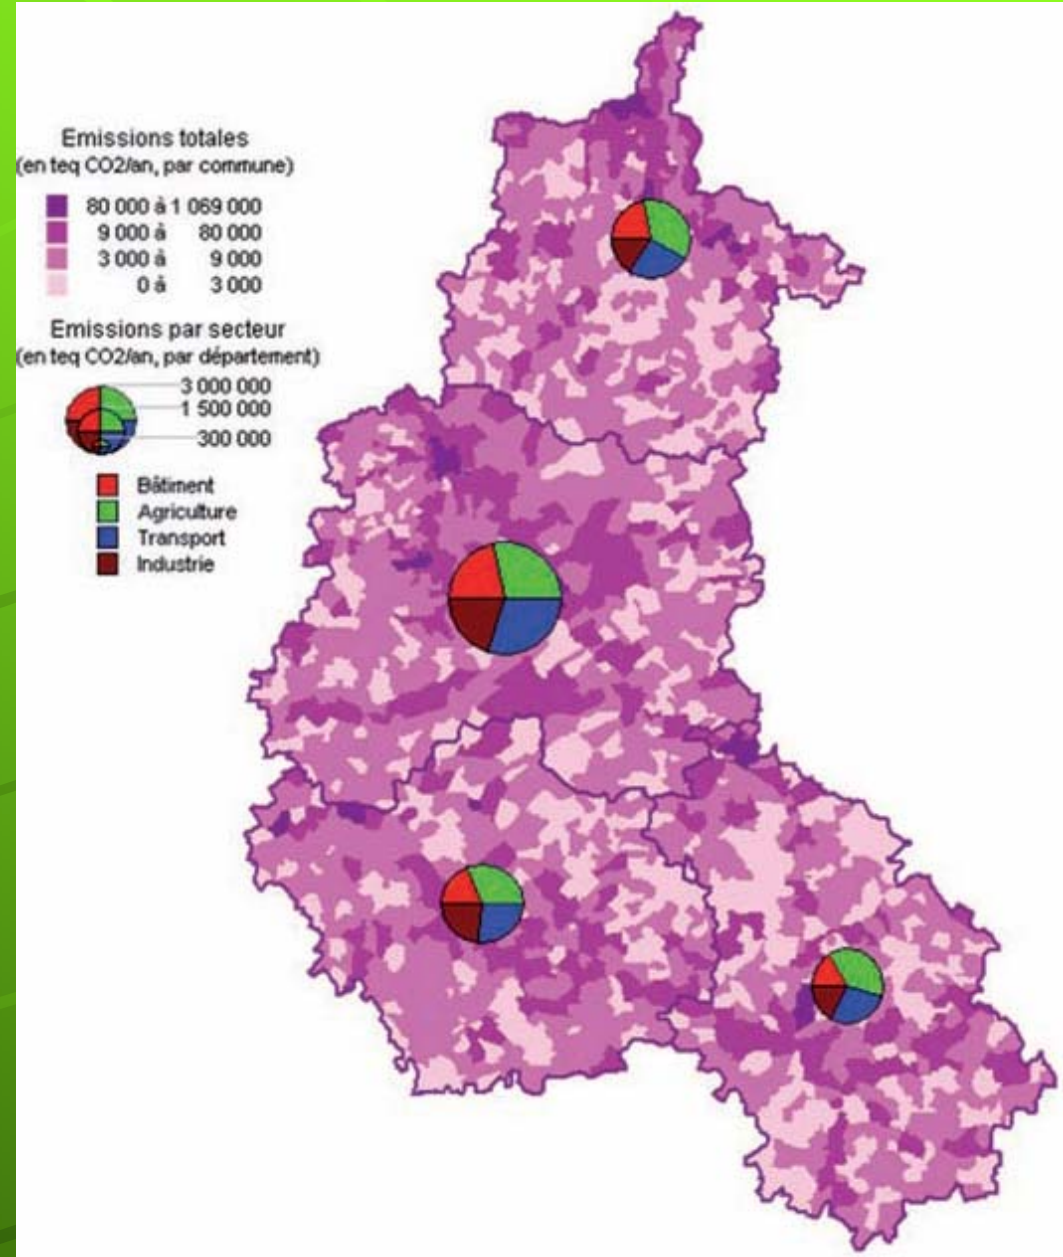 Emissions totales
(en teq CO2/an, par commune)
80 000 à 1 069 000
9 000 à 80 000
3 000 à 9 000
0 à 3 000
Emissions par secteur
(en teq CO2/an, par département)
3 000 000
1 500 000
300 000
Bâtiment
Agriculture
Transport
Industrie